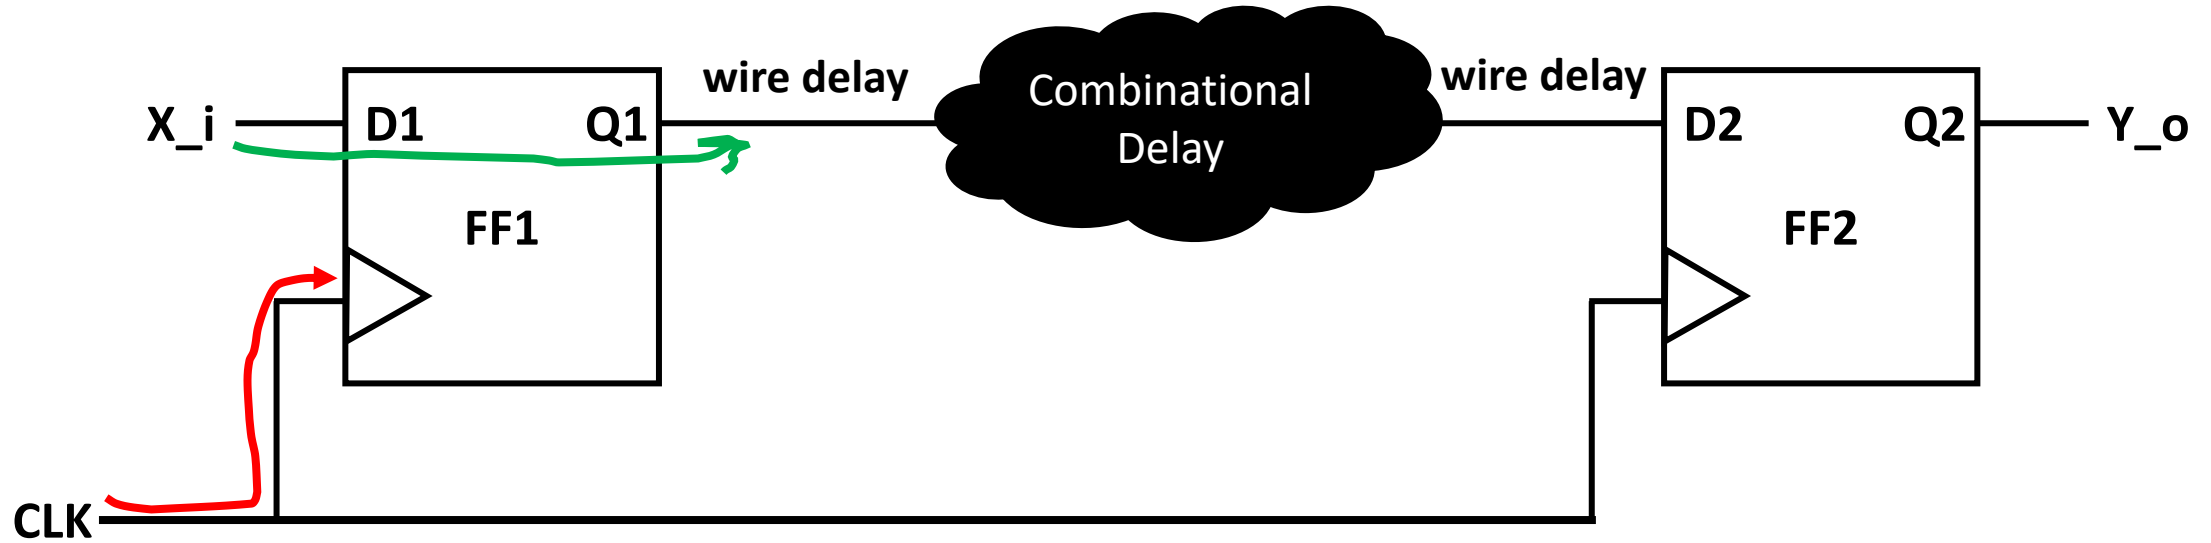 wire delay
Combinational
Delay
wire delay
X_i
D1
Q1
D2
Q2
Y_o
FF1
FF2
CLK